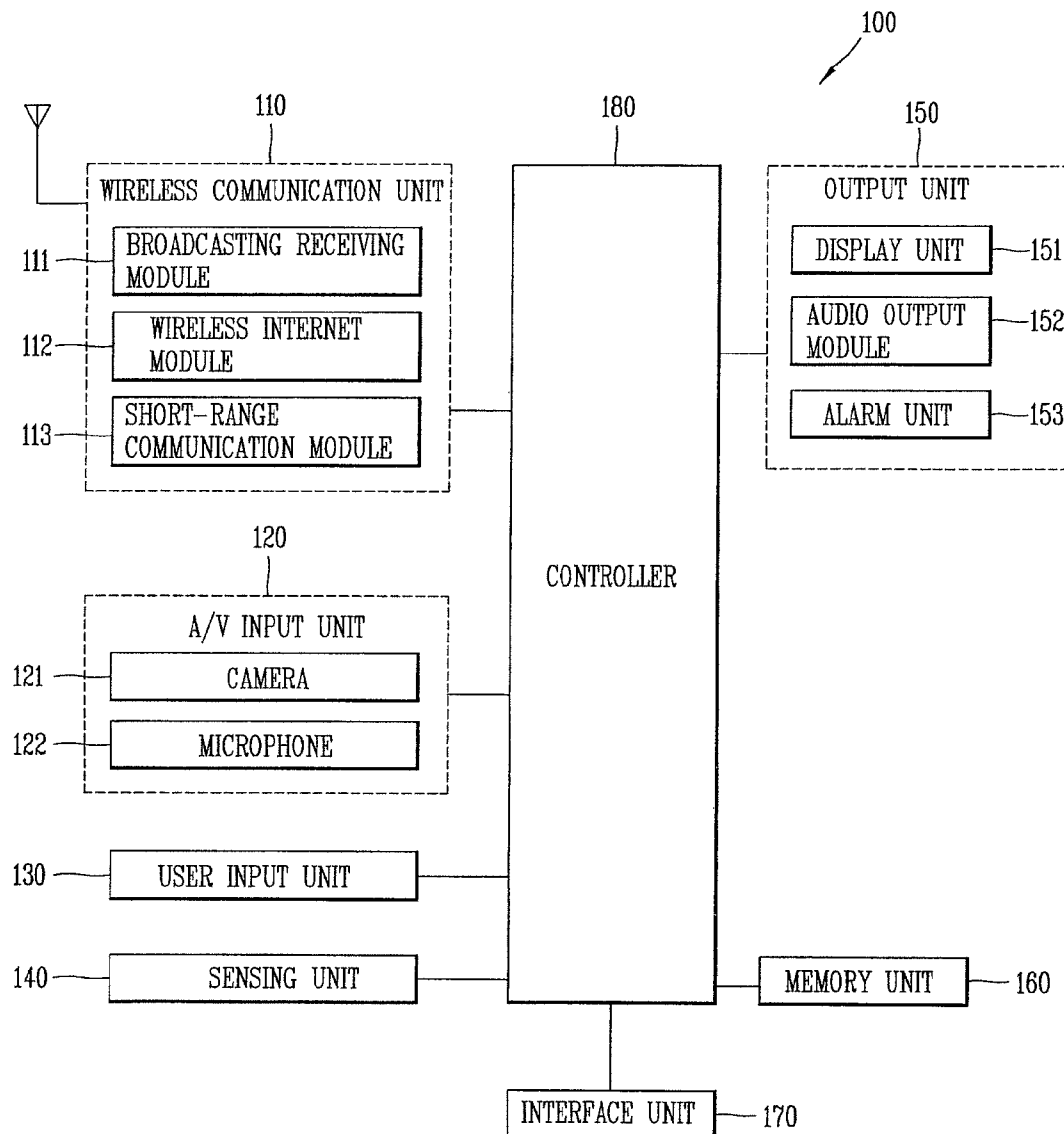 100
110
180
150
WIRELESS COMMUNICATION UNIT
OUTPUT UNIT
111
BROADCASTING RECEIVING
MODULE
DISPLAY UNIT
151
112
WIRELESS INTERNET
MODULE
AUDIO OUTPUT
MODULE
152
113
SHORT-RANGE
COMMUNICATION MODULE
ALARM UNIT
153
120
CONTROLLER
A/V INPUT UNIT
121
CAMERA
122
MICROPHONE
130
USER INPUT UNIT
140
SENSING UNIT
MEMORY UNIT
160
INTERFACE UNIT
170